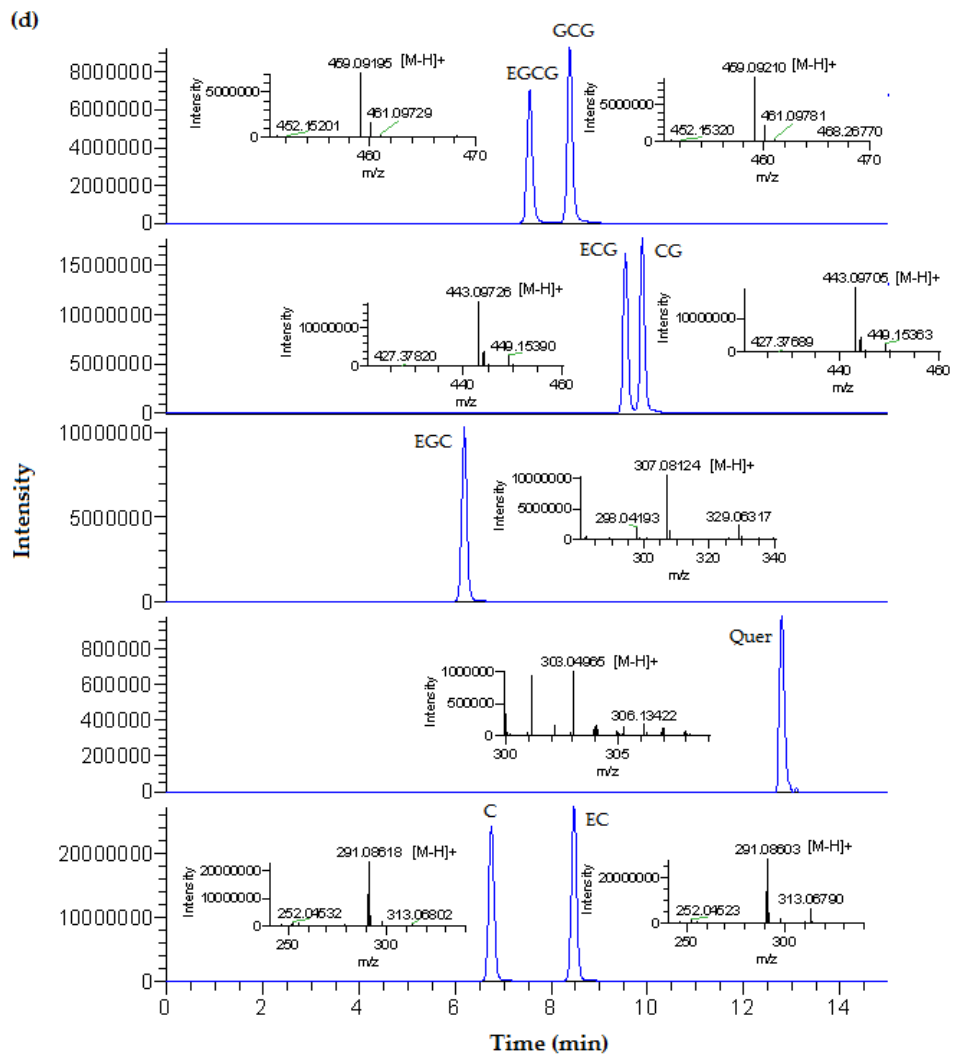 (d)
GCG
EGCG
8000000
6000000
4000000
2000000
0
Intensity
5000000
0
459.09195 [M-H]+
452.15201
461.09729
460
470
m/z
Intensity
5000000
0
459.09210 [M-H]+
452.15320
461.09781
468.26770
460
470
m/z
ECG
CG
15000000
10000000
5000000
0
Intensity
10000000
0
443.09726 [M-H]+
427.37820
449.15390
440
460
m/z
Intensity
10000000
0
443.09705 [M-H]+
427.37689
449.15363
440
460
m/z
EGC
10000000
5000000
0
Intensity
10000000
5000000
0
307.08124 [M-H]+
298.04193
329.06317
300
320
340
m/z
Intensity
Quer
800000
600000
400000
200000
0
Intensity
1000000
500000
0
303.04965 [M-H]+
306.13422
300
305
m/z
C
EC
20000000
10000000
0
Intensity
20000000
10000000
0
291.08618 [M-H]+
252.04532
313.06802
250
300
m/z
Intensity
20000000
0
291.08603 [M-H]+
252.04523
313.06790
250
300
m/z
0 2 4 6 8 10 12 14
Time (min)